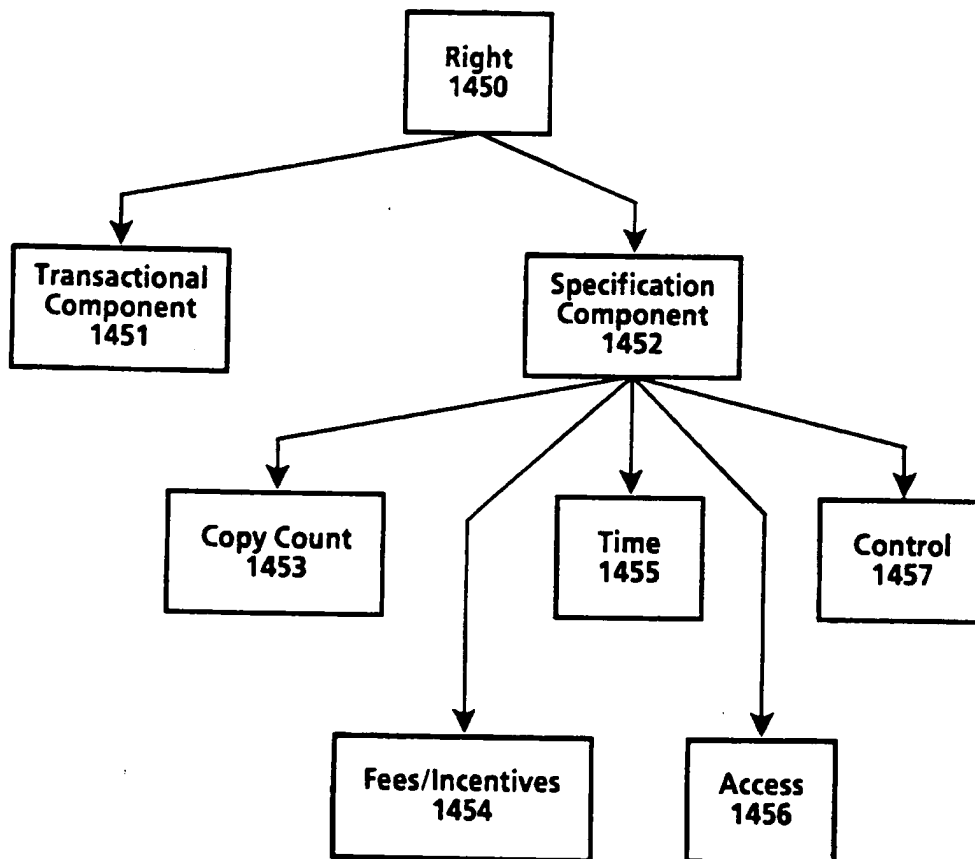 Right
1450
Transactional
Component
1451
Specification
Component
1452
Copy Count
1453
Time
1455
Control
1457
Fees/Incentives
1454
Access
1456